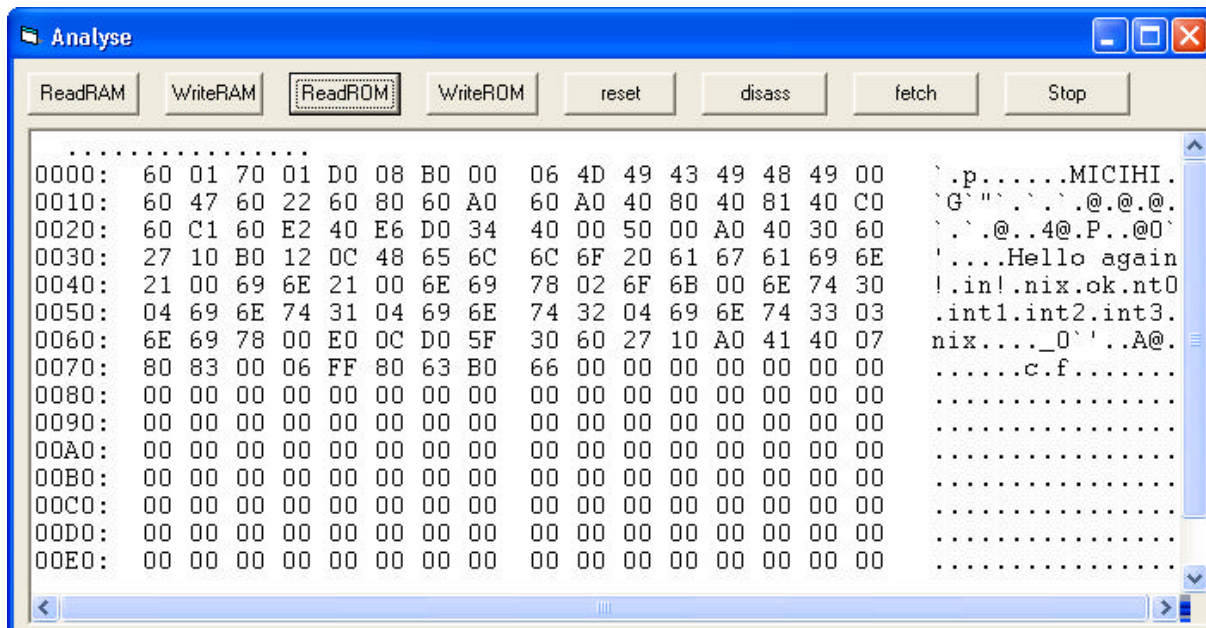 Analyse
ReadRAM WriteRAM ReadROM WriteROM reset disass fetch Stop
................
0000: 60 01 70 01 D0 08 B0 00 06 4D 49 43 49 48 49 00 `.p......MICIHI.
0010: 60 47 60 22 60 80 60 A0 60 A0 40 80 40 81 40 C0 `G`"`.`.`.@.@.@.
0020: 60 C1 60 E2 40 E6 D0 34 40 00 50 00 A0 40 30 60 `.`.@..4@.P..@0`
0030: 27 10 B0 12 0C 48 65 6C 6C 6F 20 61 67 61 69 6E '....Hello again
0040: 21 00 69 6E 21 00 6E 69 78 02 6F 6B 00 6E 74 30 !.in!.nix.ok.nt0
0050: 04 69 6E 74 31 04 69 6E 74 32 04 69 6E 74 33 03 .int1.int2.int3.
0060: 6E 69 78 00 E0 0C D0 5F 30 60 27 10 A0 41 40 07 nix...._0`'..A@.
0070: 80 83 00 06 FF 80 63 B0 66 00 00 00 00 00 00 00 ......c.f.......
0080: 00 00 00 00 00 00 00 00 00 00 00 00 00 00 00 00 ................
0090: 00 00 00 00 00 00 00 00 00 00 00 00 00 00 00 00 ................
00A0: 00 00 00 00 00 00 00 00 00 00 00 00 00 00 00 00 ................
00B0: 00 00 00 00 00 00 00 00 00 00 00 00 00 00 00 00 ................
00C0: 00 00 00 00 00 00 00 00 00 00 00 00 00 00 00 00 ................
00D0: 00 00 00 00 00 00 00 00 00 00 00 00 00 00 00 00 ................
00E0: 00 00 00 00 00 00 00 00 00 00 00 00 00 00 00 00 ................